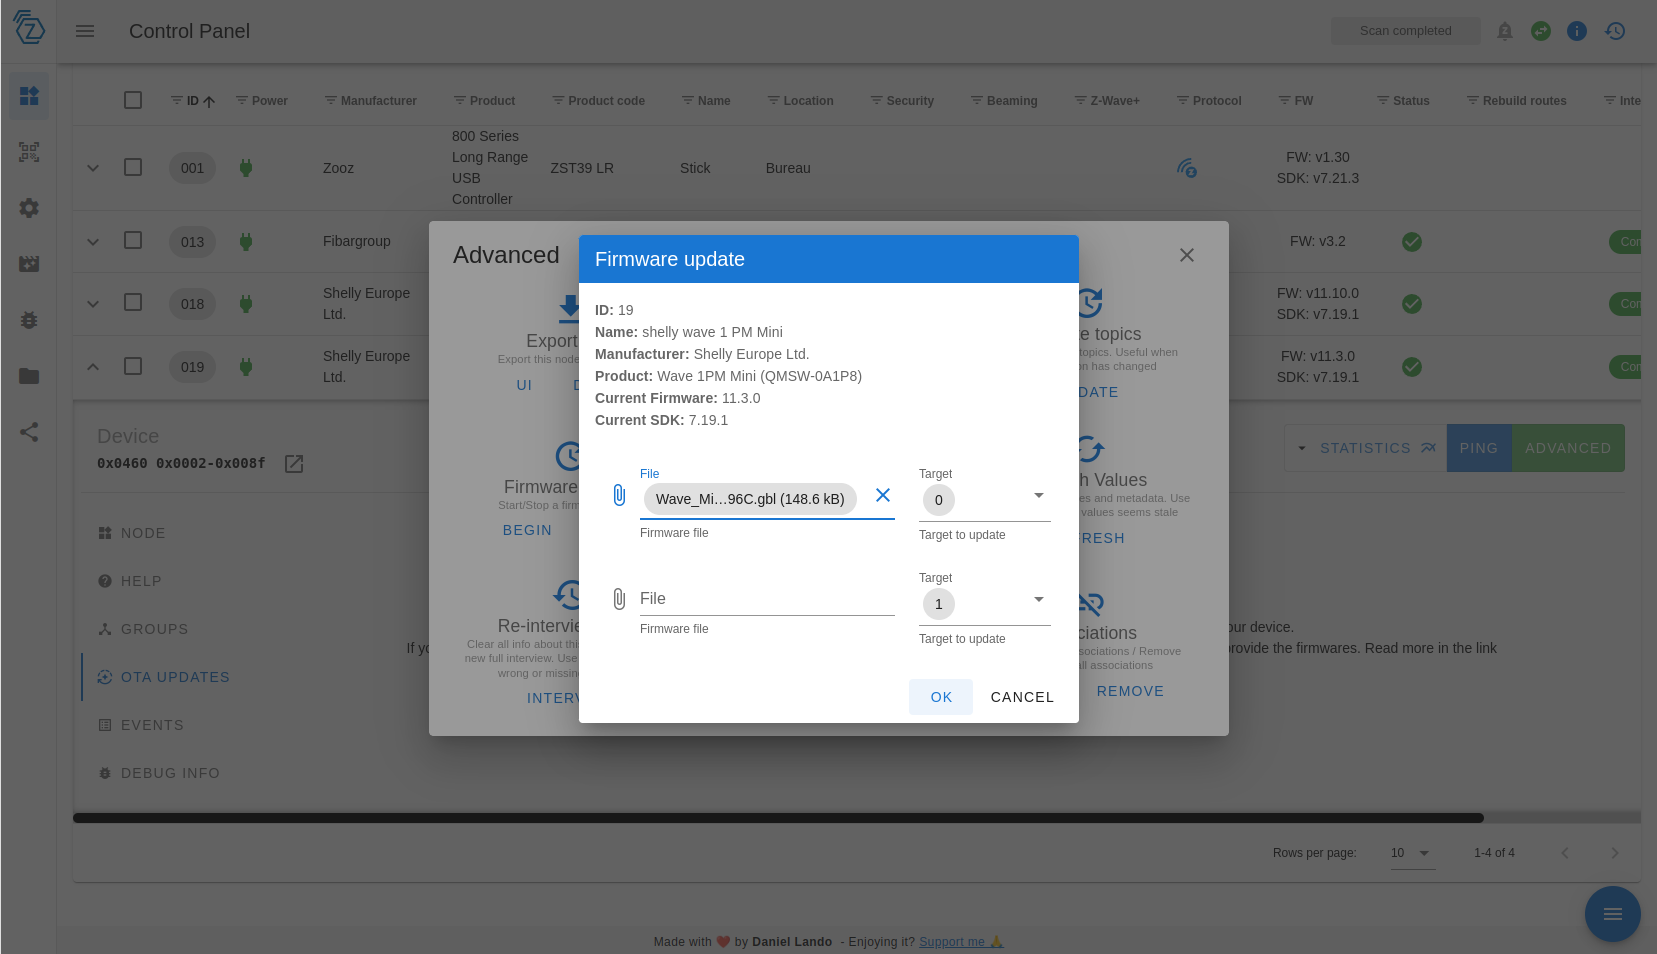 Control Panel
Scan completed
ID
Power
Manufacturer
Product
Product code
Name
Location
Security
Beaming
Z-Wave+
Protocol
FW
Status
Rebuild routes
Inte
001
Zooz
800 Series
Long Range
USB
Controller
ZST39 LR
Stick
Bureau
FW: v1.30
SDK: v7.21.3
013
Fibargroup
FW: v3.2
Com
018
Shelly Europe
Ltd.
FW: v11.10.0
SDK: v7.19.1
Com
019
Shelly Europe
Ltd.
FW: v11.3.0
SDK: v7.19.1
Com
Device
0x0460 0x0002-0x008f
STATISTICS
PING
ADVANCED
NODE
HELP
GROUPS
OTA UPDATES
EVENTS
DEBUG INFO
If yo
our device.
provide the firmwares. Read more in the link
Advanced
Export
Export this node
UI
D
te topics
topics. Useful when
n has changed
DATE
Firmware
Start/Stop a firm
BEGIN
h Values
es and metadata. Use
values seems stale
RESH
Re-intervie
Clear all info about this
new full interview. Use
wrong or missing
INTERV
ciations
sociations / Remove
all associations
REMOVE
Firmware update
ID: 19
Name: shelly wave 1 PM Mini
Manufacturer: Shelly Europe Ltd.
Product: Wave 1PM Mini (QMSW-0A1P8)
Current Firmware: 11.3.0
Current SDK: 7.19.1
File
Wave_Mi…96C.gbl (148.6 kB)
Firmware file
Target
0
Target to update
File
Firmware file
Target
1
Target to update
OK
CANCEL
Rows per page:
10
1-4 of 4
Made with ❤️ by Daniel Lando - Enjoying it? Support me 🙏